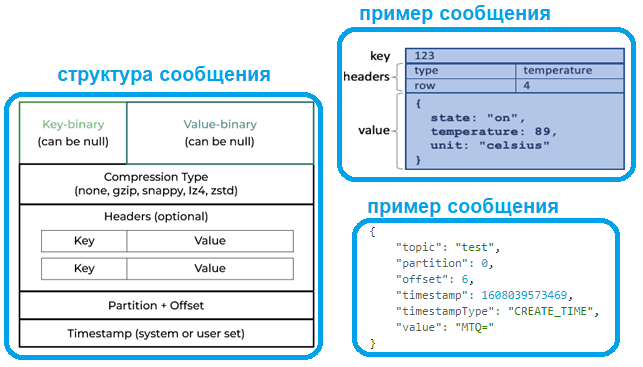 структура сообщения
Key-binary
(can be null)
Value-binary
(can be null)
Compression Type
(none, gzip, snappy, lz4, zstd)
Headers (optional)
Key Value
Key Value
Partition + Offset
Timestamp (system or user set)
пример сообщения
key 123
headers type temperature
row 4
value {
state: "on",
temperature: 89,
unit: "celsius"
}
пример сообщения
{
"topic": "test",
"partition": 0,
"offset": 6,
"timestamp": 1608039573469,
"timestampType": "CREATE_TIME",
"value": "MTQ="
}